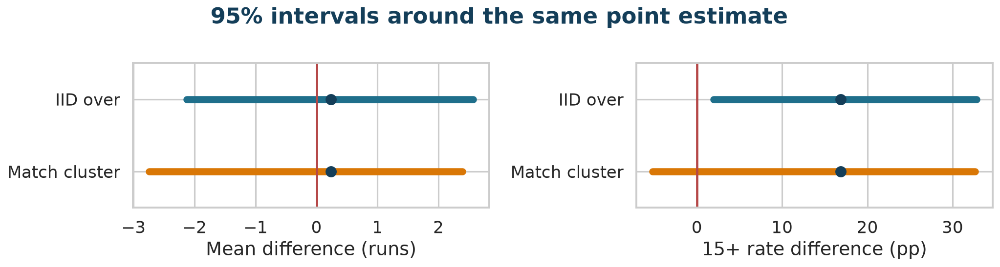 95% intervals around the same point estimate
IID over
Match cluster
−3 −2 −1 0 1 2
Mean difference (runs)
IID over
Match cluster
0 10 20 30
15+ rate difference (pp)